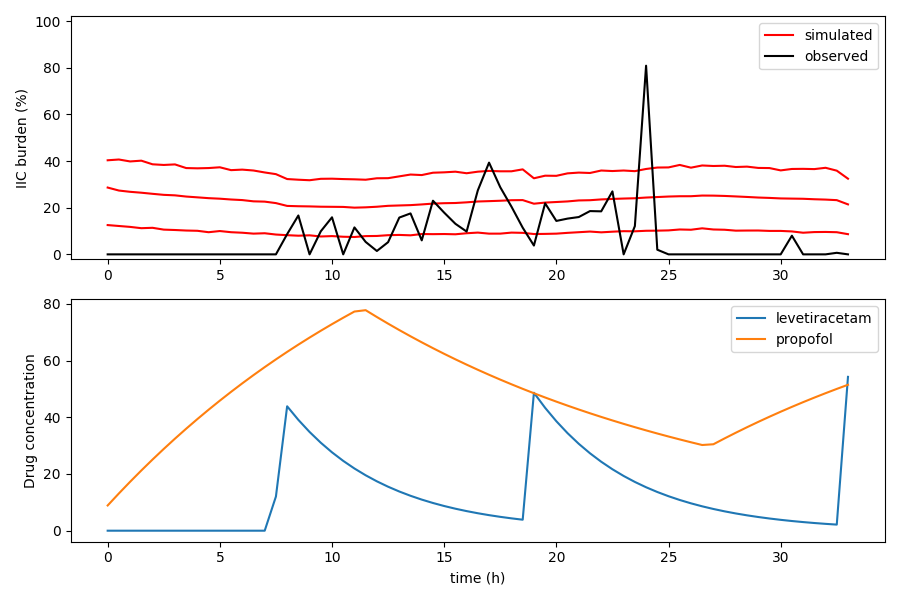 100
80
60
40
20
0
IIC burden (%)
simulated
observed
0 5 10 15 20 25 30
80
60
40
20
0
Drug concentration
levetiracetam
propofol
0 5 10 15 20 25 30
time (h)